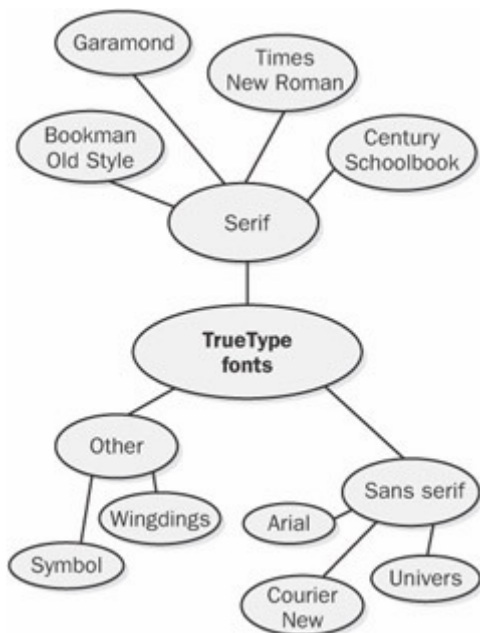 Garamond
Times
New Roman
Bookman
Old Style
Century
Schoolbook
Serif
TrueType
fonts
Other
Sans serif
Wingdings
Arial
Symbol
Courier
New
Univers